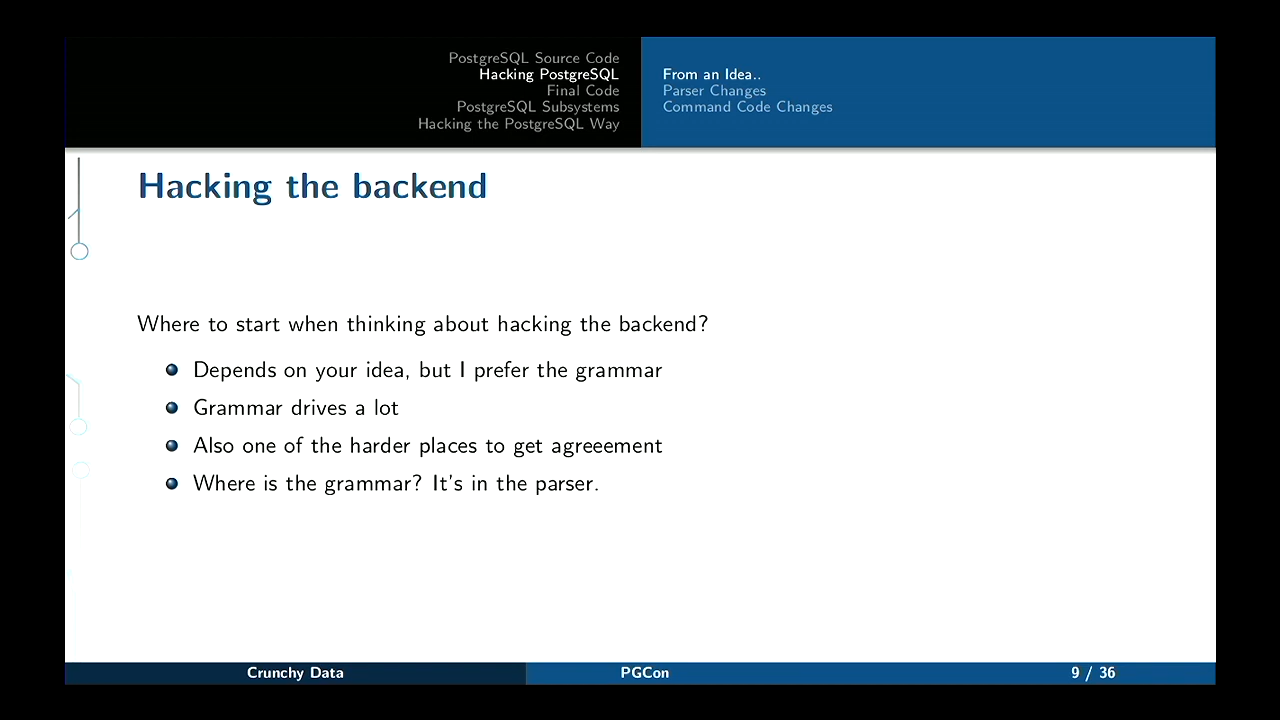 PostgreSQL Source Code
Hacking PostgreSQL
Final Code
PostgreSQL Subsystems
Hacking the PostgreSQL Way
From an Idea..
Parser Changes
Command Code Changes
Hacking the backend
Where to start when thinking about hacking the backend?
Depends on your idea, but I prefer the grammar
Grammar drives a lot
Also one of the harder places to get agreeement
Where is the grammar? It's in the parser.
Crunchy Data
PGCon
9 / 36